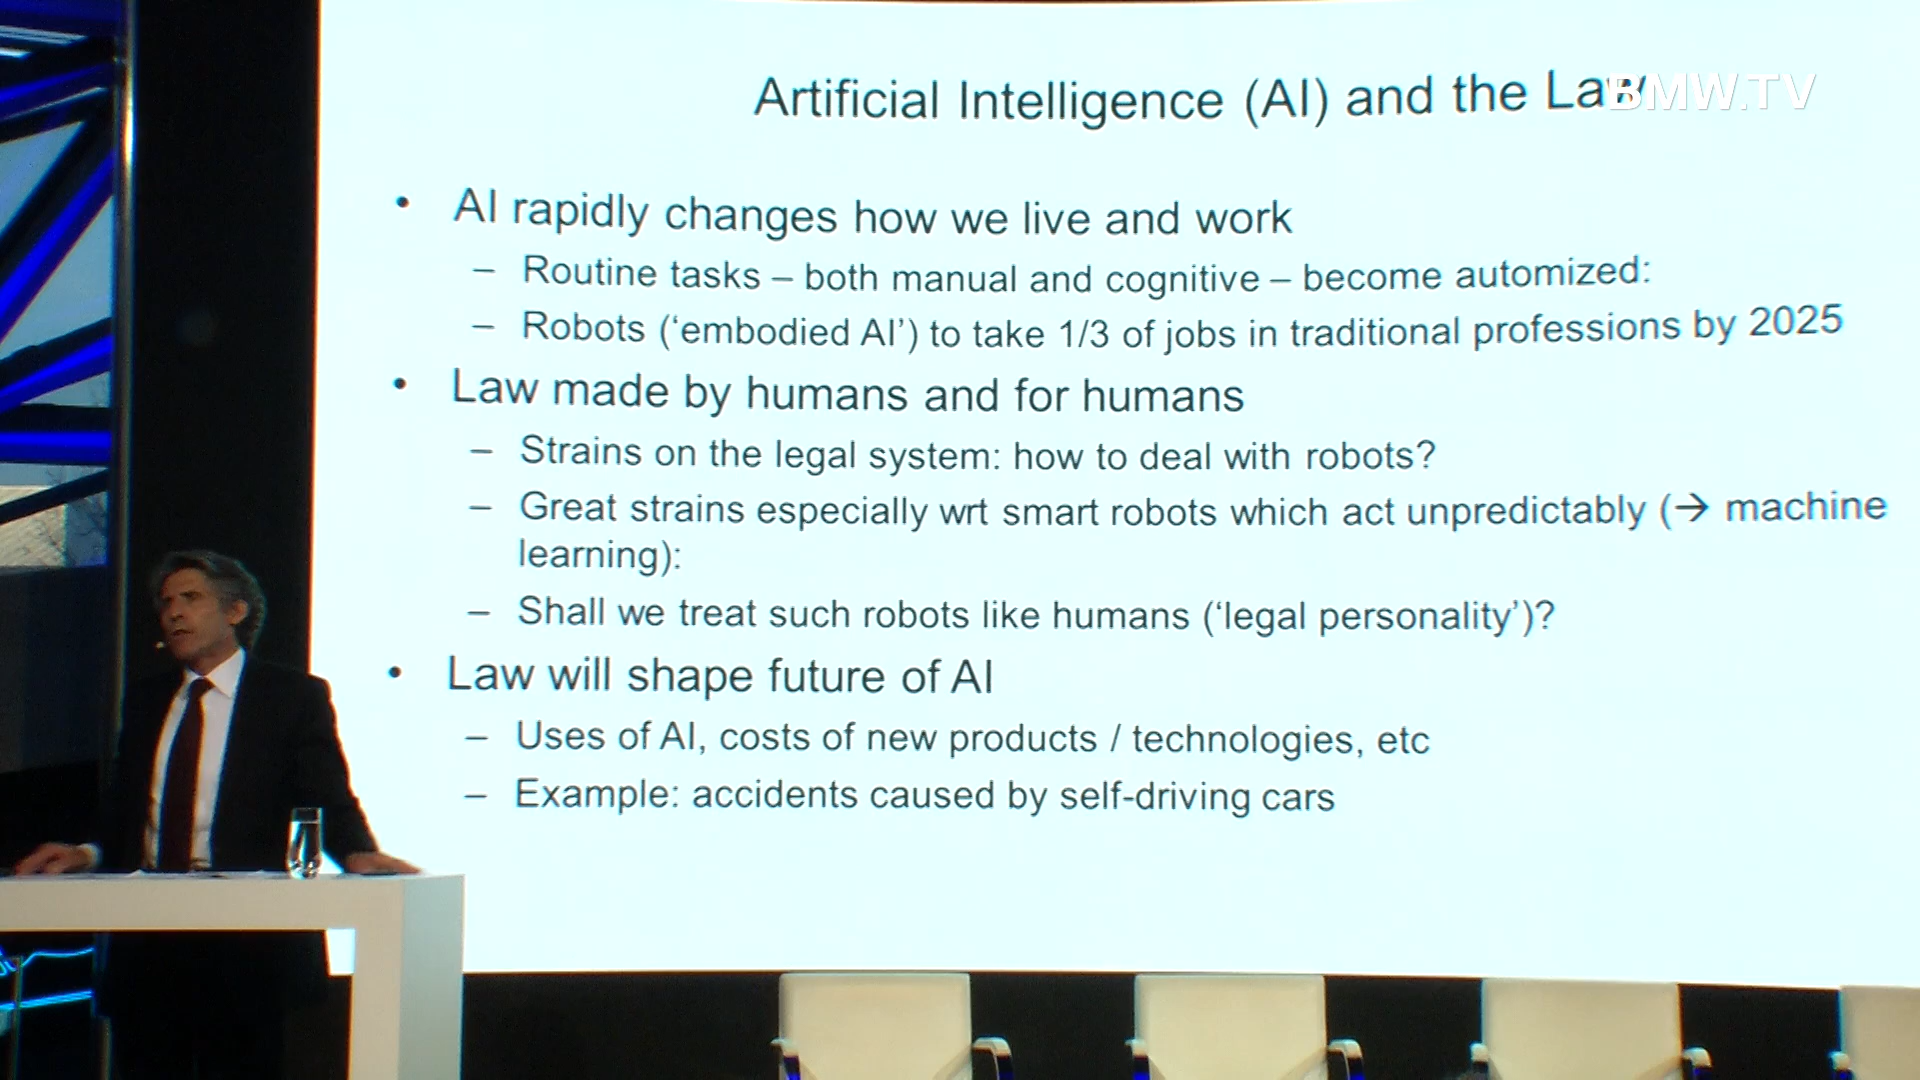 Artificial Intelligence (AI) and the Law
BMW.TV
• AI rapidly changes how we live and work
– Routine tasks – both manual and cognitive – become automized:
– Robots (‘embodied AI’) to take 1/3 of jobs in traditional professions by 2025
• Law made by humans and for humans
– Strains on the legal system: how to deal with robots?
– Great strains especially wrt smart robots which act unpredictably (→ machine
learning):
– Shall we treat such robots like humans (‘legal personality’)?
• Law will shape future of AI
– Uses of AI, costs of new products / technologies, etc
– Example: accidents caused by self-driving cars